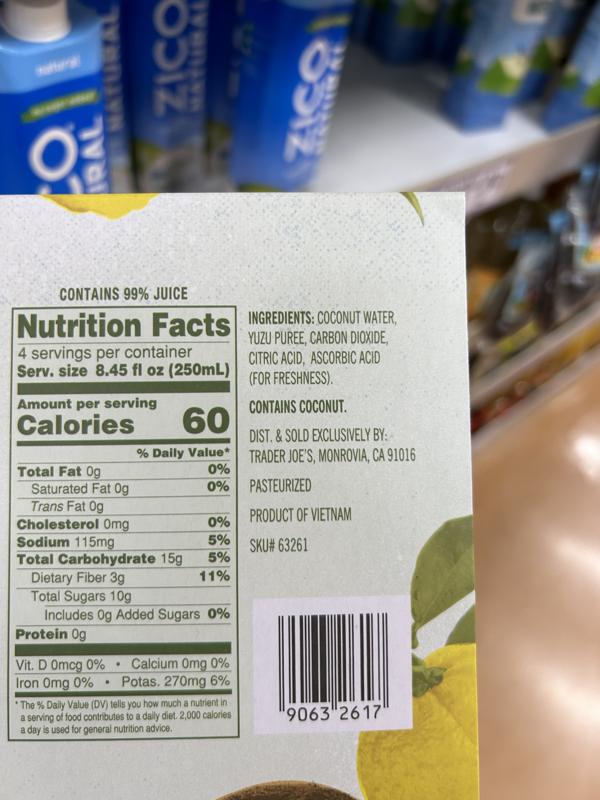 natural
ZICO
NATURAL
ZICO
NATURAL
ZICO
NATURAL
CONTAINS 99% JUICE
Nutrition Facts
4 servings per container
Serv. size 8.45 fl oz (250mL)
Amount per serving
Calories 60
% Daily Value*
Total Fat 0g 0%
Saturated Fat 0g 0%
Trans Fat 0g
Cholesterol 0mg 0%
Sodium 115mg 5%
Total Carbohydrate 15g 5%
Dietary Fiber 3g 11%
Total Sugars 10g
Includes 0g Added Sugars 0%
Protein 0g
Vit. D 0mcg 0% • Calcium 0mg 0%
Iron 0mg 0% • Potas. 270mg 6%
* The % Daily Value (DV) tells you how much a nutrient in
a serving of food contributes to a daily diet. 2,000 calories
a day is used for general nutrition advice.
INGREDIENTS: COCONUT WATER,
YUZU PUREE, CARBON DIOXIDE,
CITRIC ACID, ASCORBIC ACID
(FOR FRESHNESS).
CONTAINS COCONUT.
DIST. & SOLD EXCLUSIVELY BY:
TRADER JOE'S, MONROVIA, CA 91016
PASTEURIZED
PRODUCT OF VIETNAM
SKU# 63261
9063 2617